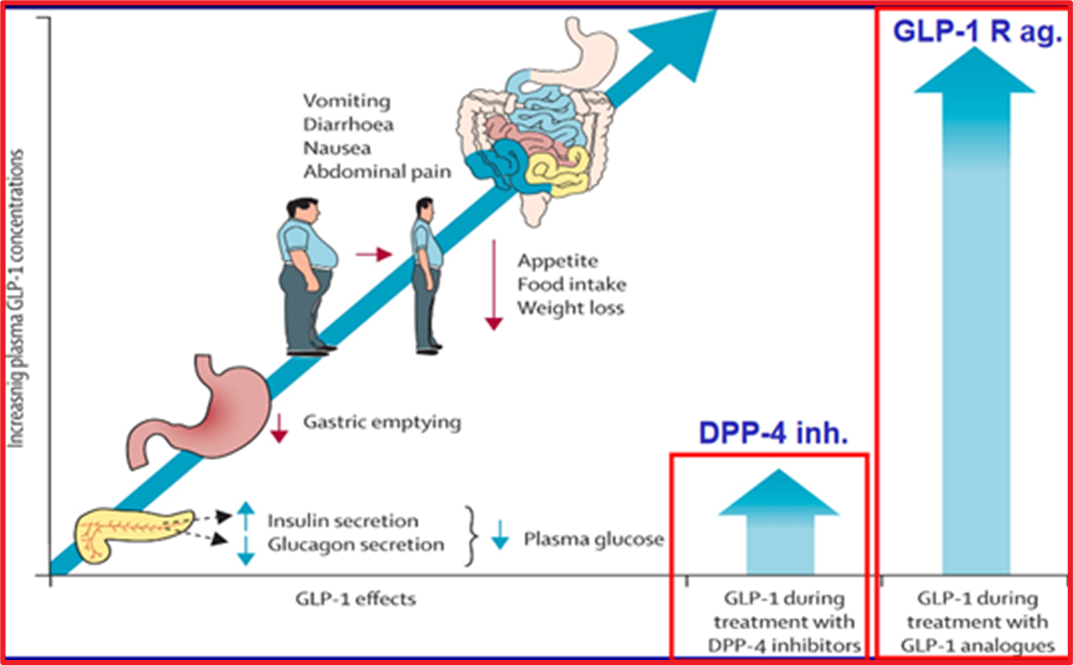 GLP-1 R ag.
Vomiting
Diarrhoea
Nausea
Abdominal pain
Increasnig plasma GLP-1 concentrations
Appetite
Food intake
Weight loss
Gastric emptying
DPP-4 inh.
Insulin secretion
Glucagon secretion
Plasma glucose
GLP-1 effects
GLP-1 during
treatment with
DPP-4 inhibitors
GLP-1 during
treatment with
GLP-1 analogues